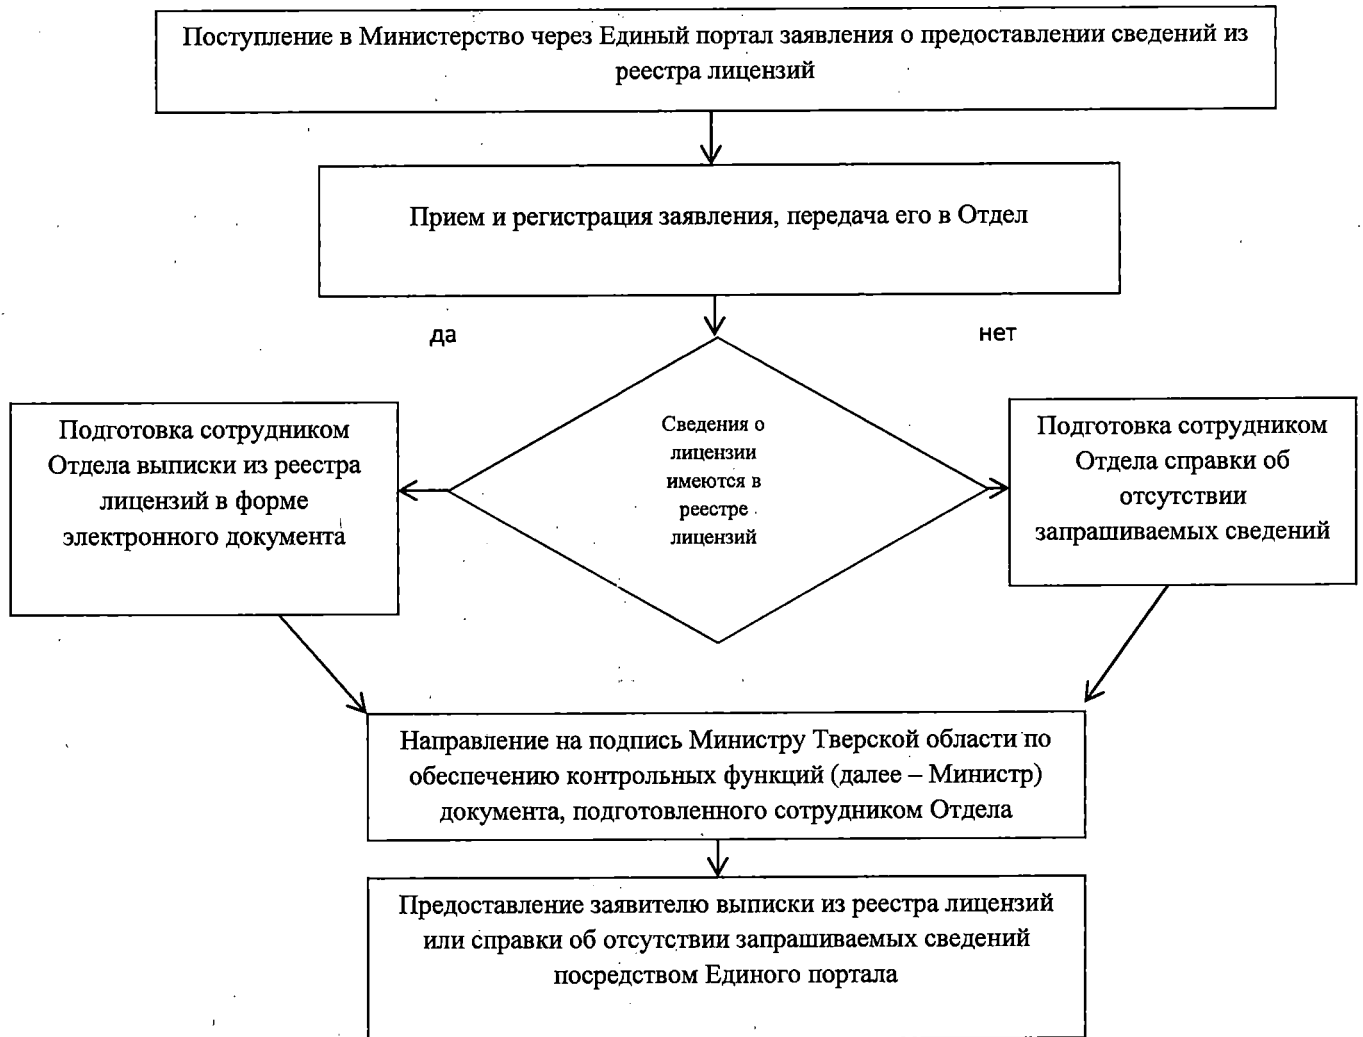 Поступление в Министерство через Единый портал заявления о предоставлении сведений из
реестра лицензий
Прием и регистрация заявления, передача его в Отдел
да
нет
Подготовка сотрудником
Отдела выписки из реестра
лицензий в форме
электронного документа
Сведения о
лицензии
имеются в
реестре
лицензий
Подготовка сотрудником
Отдела справки об
отсутствии
запрашиваемых сведений
Направление на подпись Министру Тверской области по
обеспечению контрольных функций (далее – Министр)
документа, подготовленного сотрудником Отдела
Предоставление заявителю выписки из реестра лицензий
или справки об отсутствии запрашиваемых сведений
посредством Единого портала